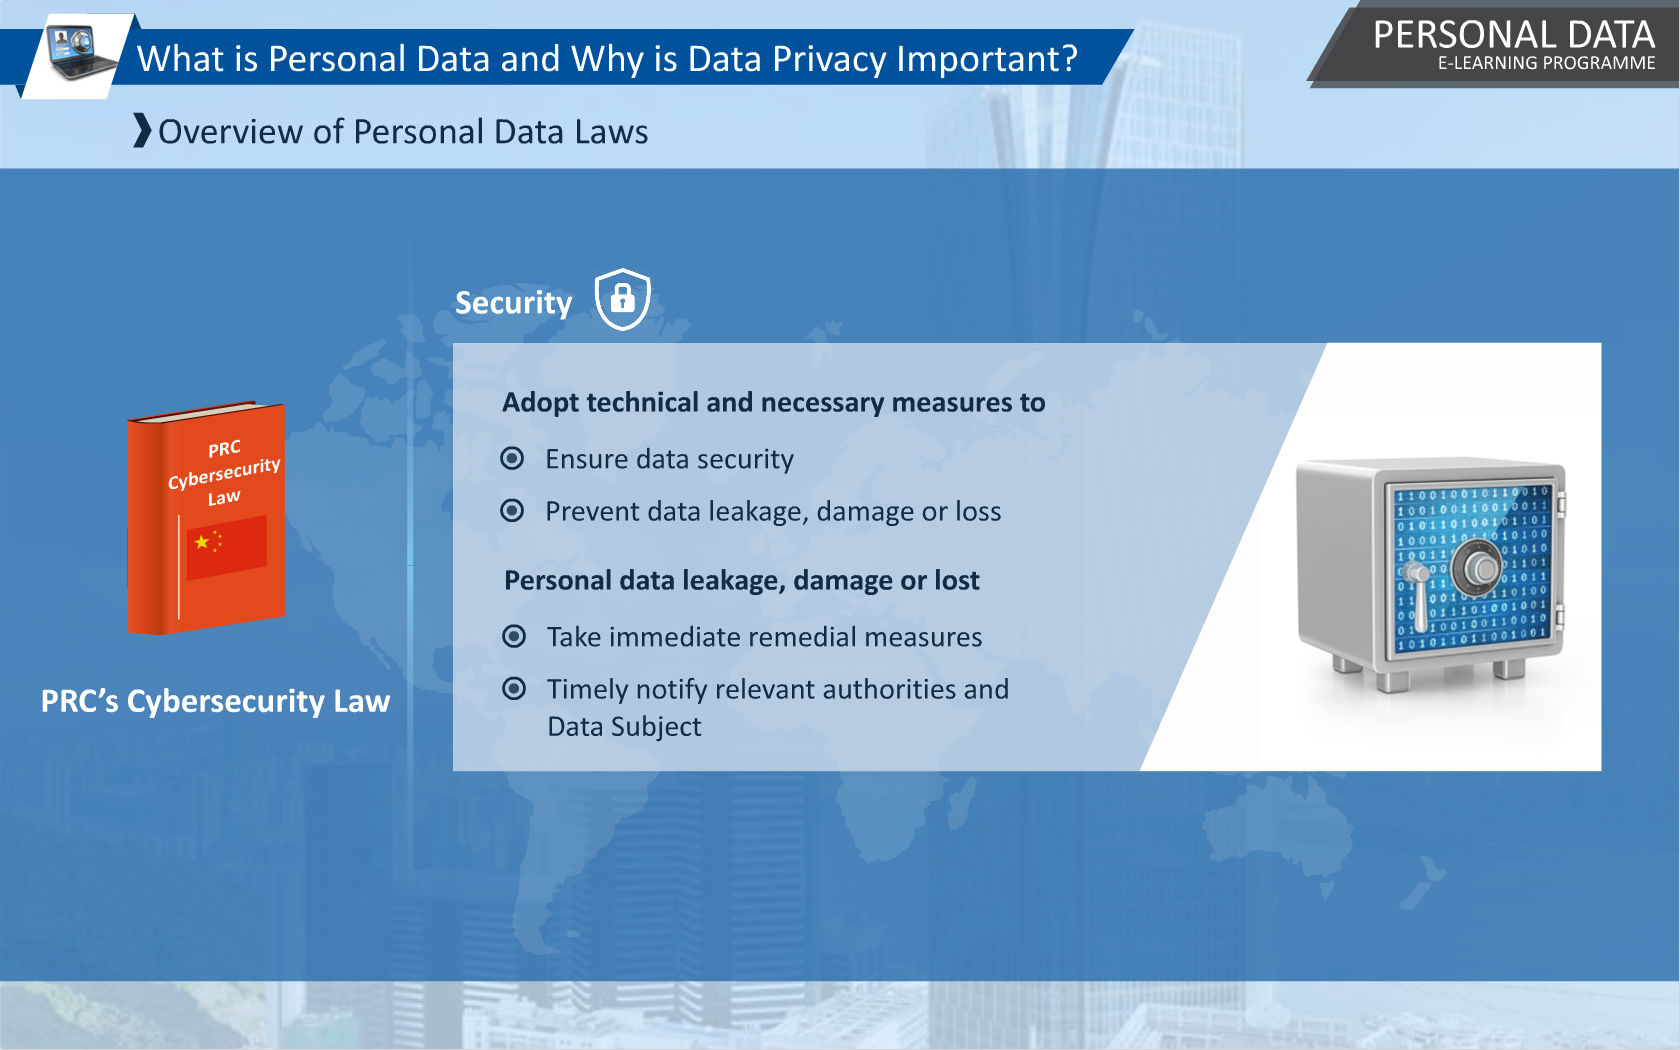 What is Personal Data and Why is Data Privacy Important?
PERSONAL DATA
E-LEARNING PROGRAMME
Overview of Personal Data Laws
Security
PRC
Cybersecurity
Law
PRC’s Cybersecurity Law
Adopt technical and necessary measures to
Ensure data security
Prevent data leakage, damage or loss
Personal data leakage, damage or lost
Take immediate remedial measures
Timely notify relevant authorities and
Data Subject